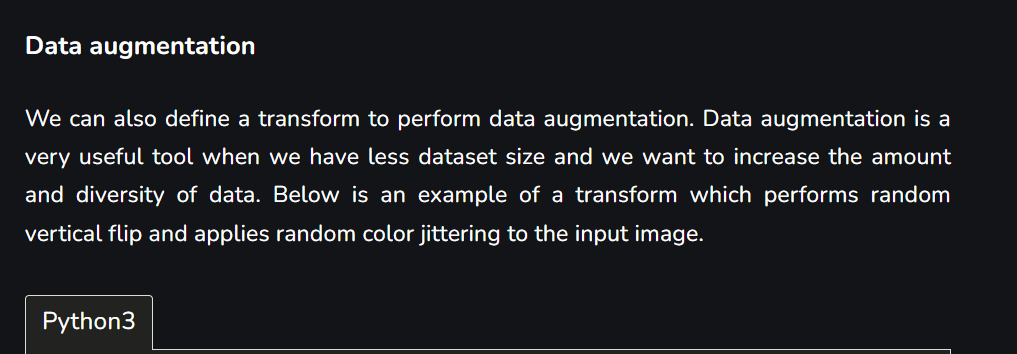 Data augmentation
We can also define a transform to perform data augmentation. Data augmentation is a
very useful tool when we have less dataset size and we want to increase the amount
and diversity of data. Below is an example of a transform which performs random
vertical flip and applies random color jittering to the input image.
Python3